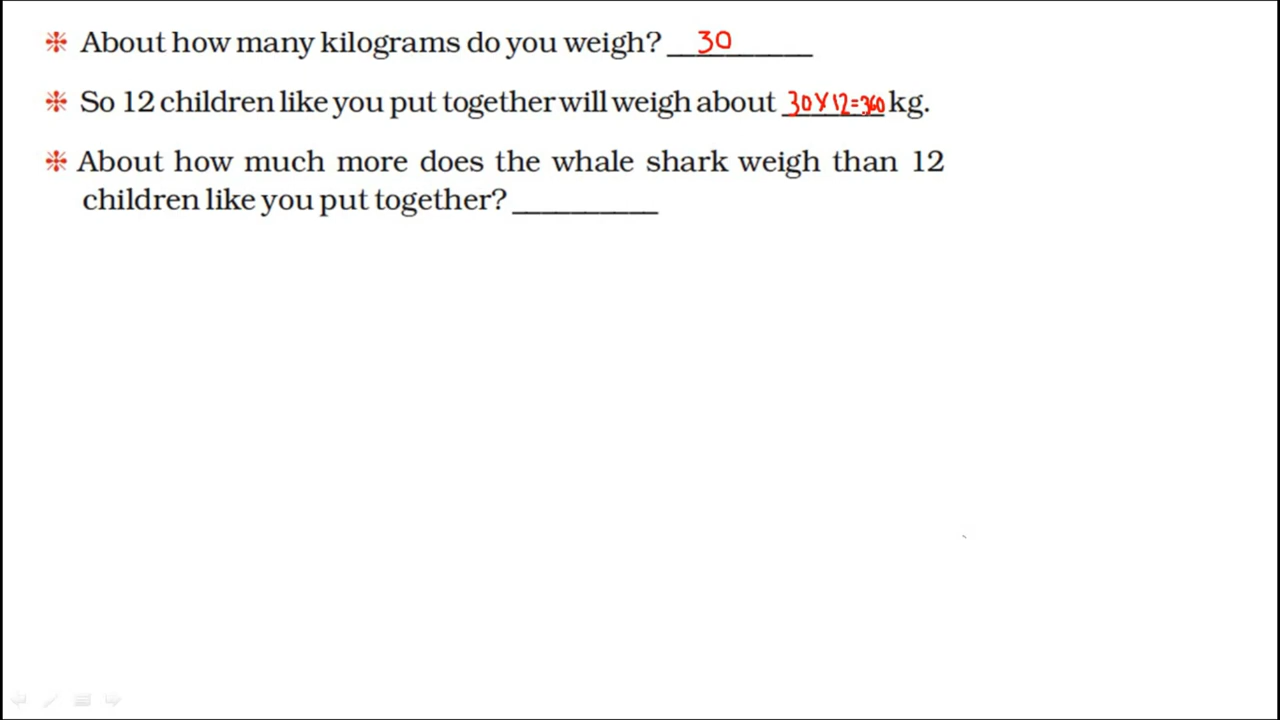 ❉ About how many kilograms do you weigh? 30
❉ So 12 children like you put together will weigh about 30 x 12 = 360 kg.
❉ About how much more does the whale shark weigh than 12
children like you put together? __________